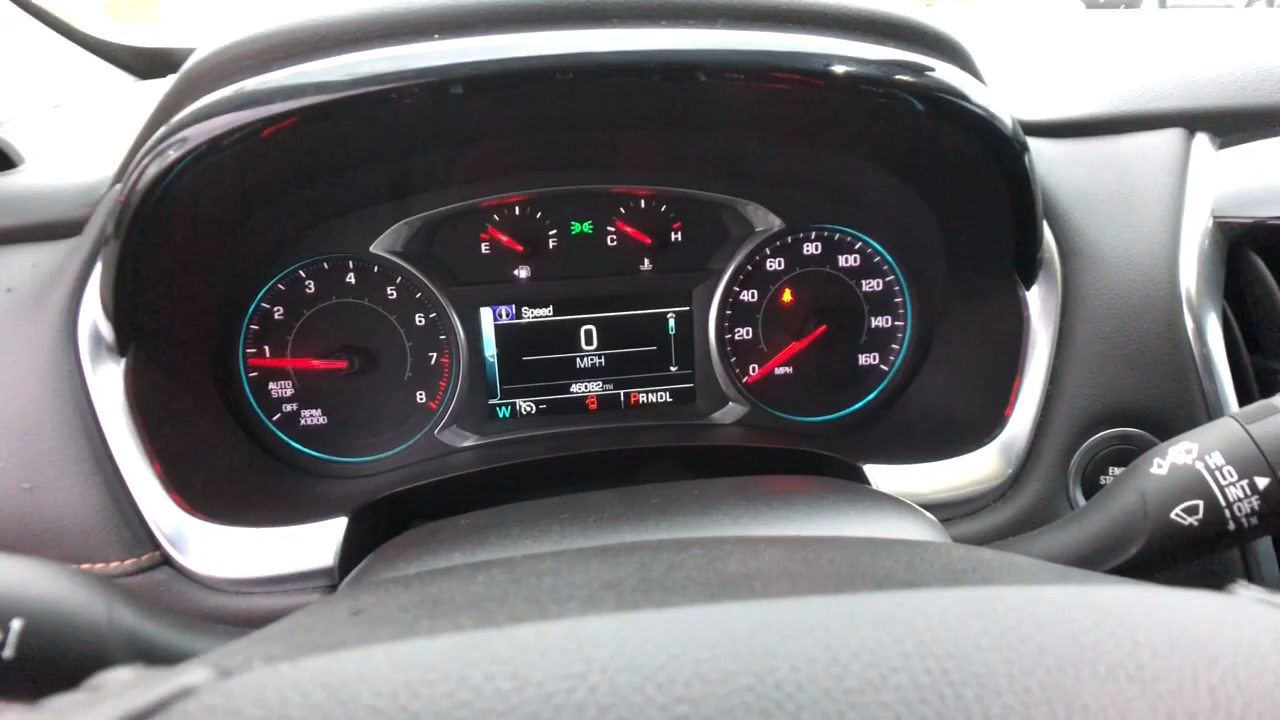 E F C H
1 2 3 4 5 6 7 8
AUTO
STOP
OFF
RPM
X1000
Speed
0
MPH
46082 mi
W -- PRNDL
0 20 40 60 80 100 120 140 160
MPH
HI
LO
INT
OFF
1x